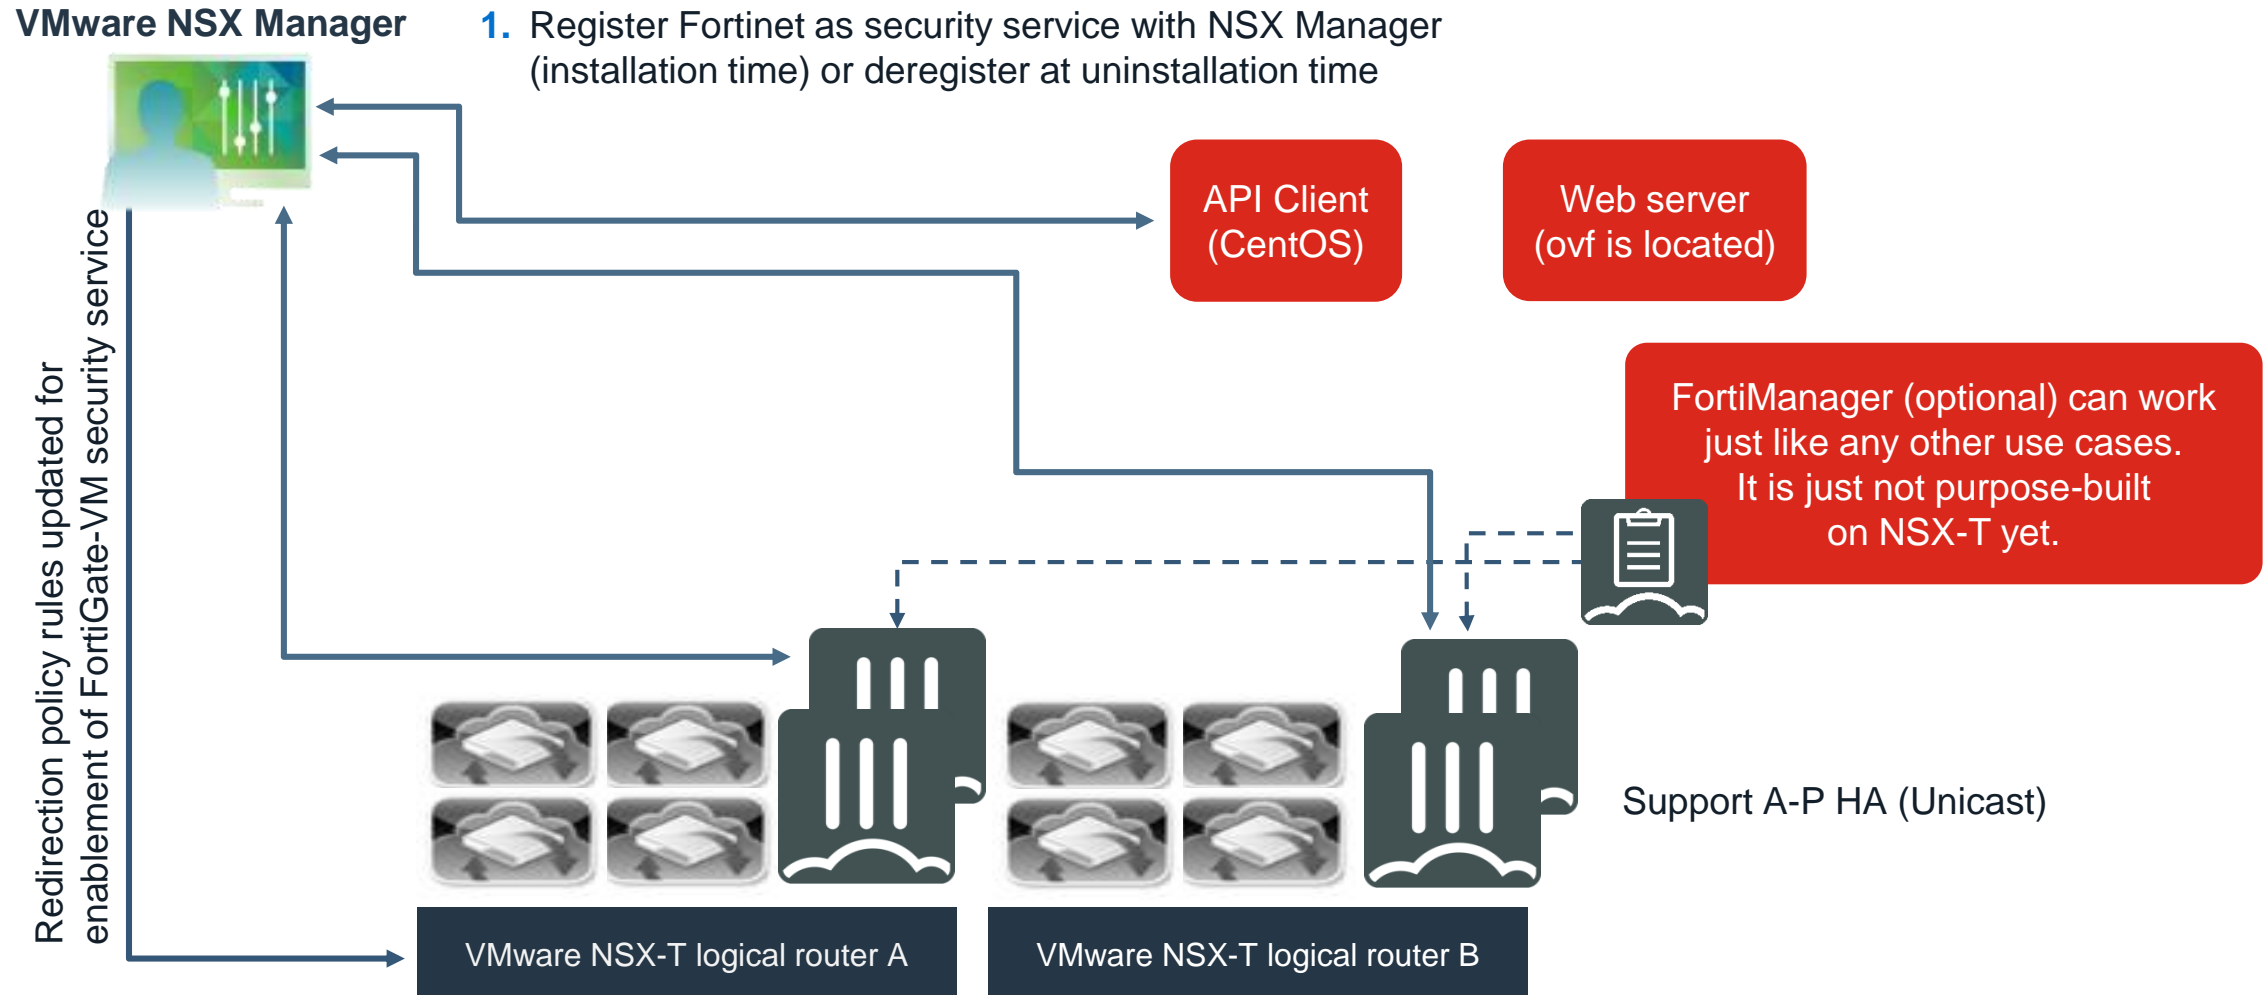 VMware NSX Manager
1. Register Fortinet as security service with NSX Manager
(installation time) or deregister at uninstallation time
API Client
(CentOS)
Web server
(ovf is located)
Redirection policy rules updated for
enablement of FortiGate-VM security service
FortiManager (optional) can work
just like any other use cases.
It is just not purpose-built
on NSX-T yet.
Support A-P HA (Unicast)
VMware NSX-T logical router A
VMware NSX-T logical router B